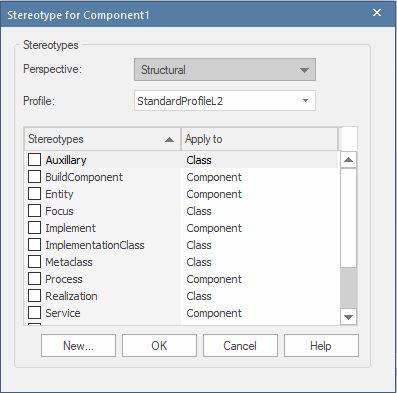 Stereotype for Component1
Stereotypes
Perspective: Structural
Profile: StandardProfileL2
Stereotypes Apply to
Auxillary Class
BuildComponent Component
Entity Component
Focus Class
Implement Component
ImplementationClass Class
Metaclass Class
Process Component
Realization Class
Service Component
New... OK Cancel Help